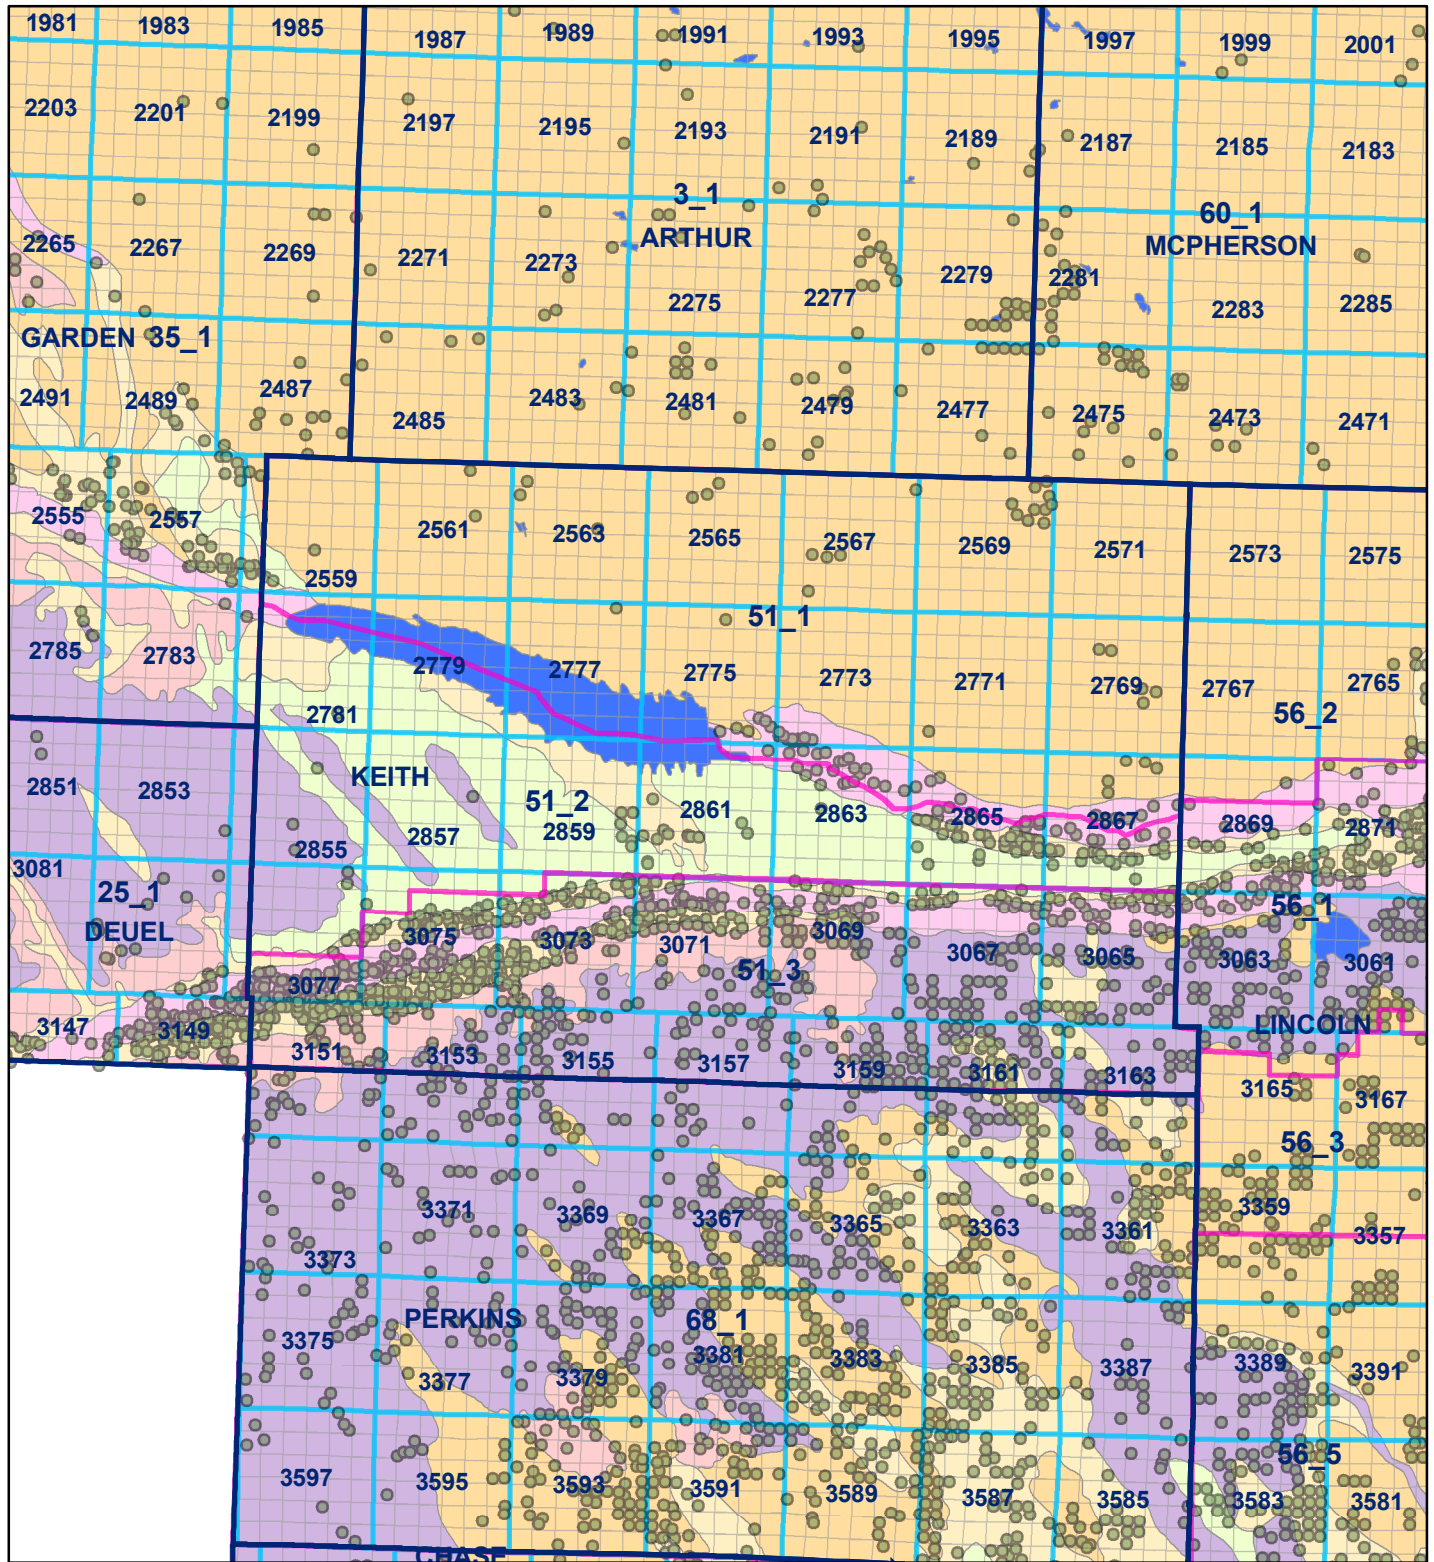 1981 1983 1985 1987 1989 1991 1993 1995 1997 1999 2001
2203 2201 2199 2197 2195 2193 2191 2189 2187 2185 2183
3_1
60_1
2265 2267 2269 2271 2273 ARTHUR 2279 2281 MCPHERSON
2275 2277 2283 2285
GARDEN 35_1
2491 2489 2487 2485 2483 2481 2479 2477 2475 2473 2471
2555 2557 2561 2563 2565 2567 2569 2571 2573 2575
2559
51_1
2785 2783 2779 2777 2775 2773 2771 2769 2767 2765
2781
56_2
2851 2853 KEITH
51_2
2855 2857 2859 2861 2863 2865 2867 2869 2871
3081
25_1
DEUEL
56_1
3075 3073 3071 3069 3067 3065 3063 3061
3077 51_3
3147 3149 3151 3153 3155 3157 3159 3161 3163 LINCOLN
3165 3167
56_3
3373 3371 3369 3367 3365 3363 3361 3359 3357
PERKINS 68_1
3375 3377 3379 3381 3383 3385 3387 3389 3391
56_5
3597 3595 3593 3591 3589 3587 3585 3583 3581
CHASE